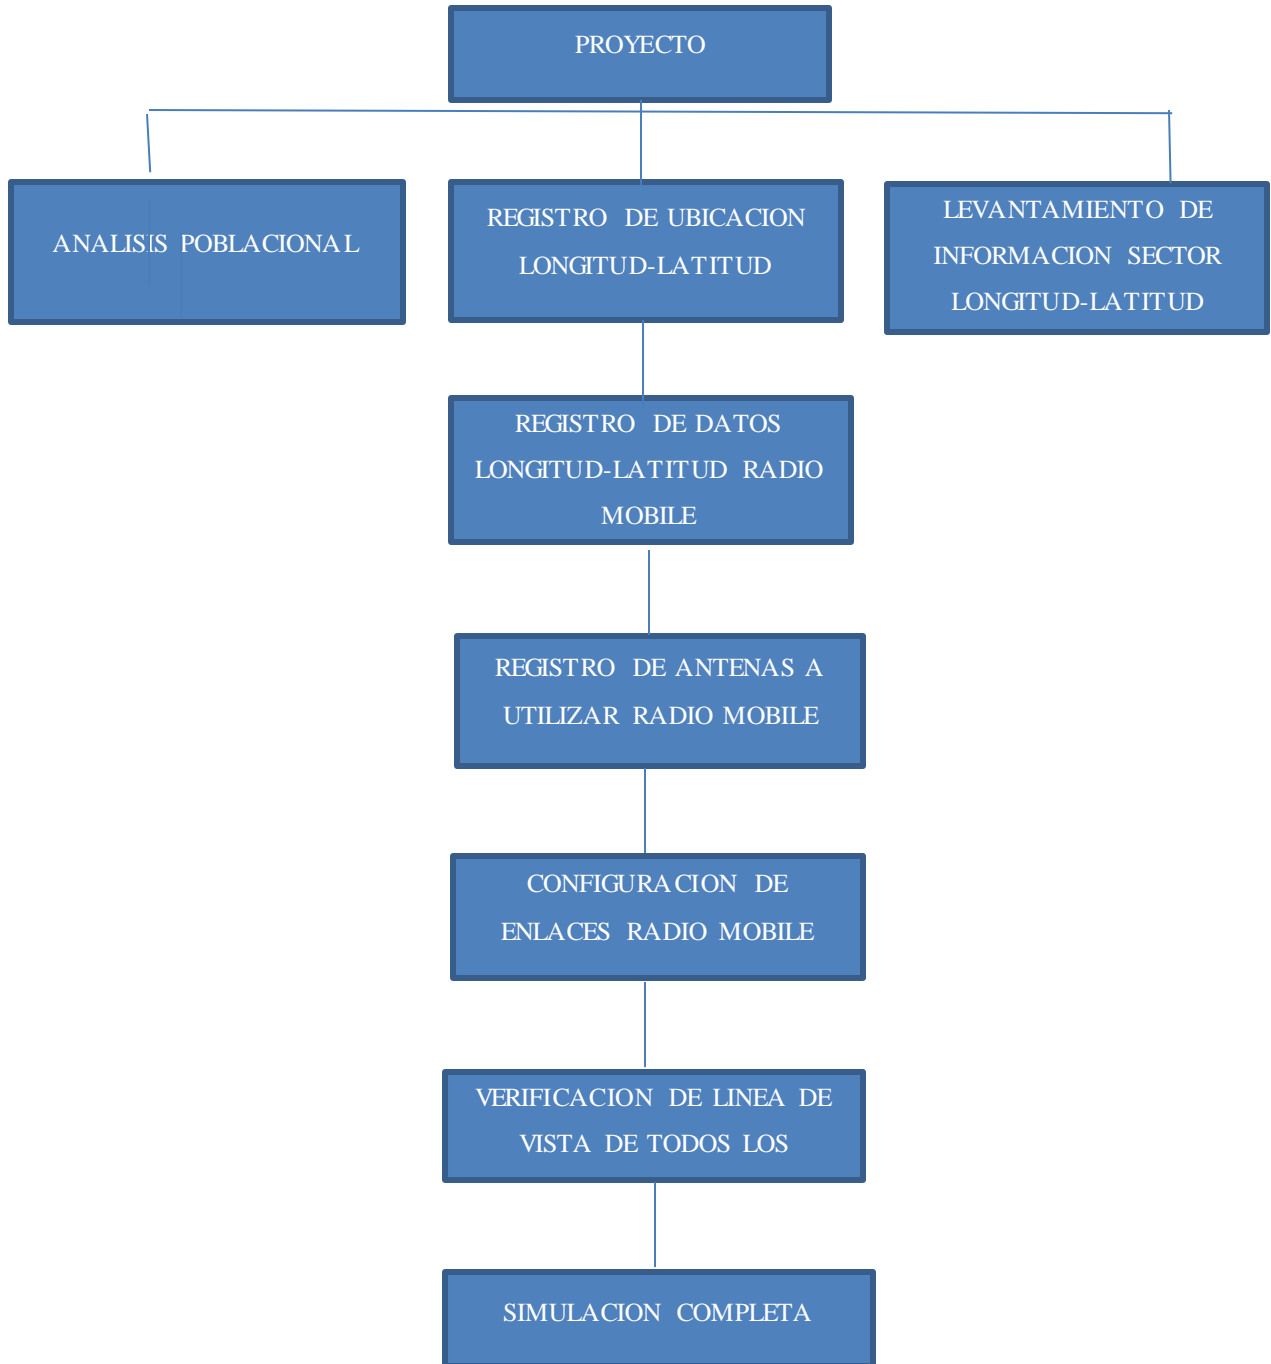 PROYECTO
ANALISIS POBLACIONAL
REGISTRO DE UBICACION
LONGITUD-LATITUD
LEVANTAMIENTO DE
INFORMACION SECTOR
LONGITUD-LATITUD
REGISTRO DE DATOS
LONGITUD-LATITUD RADIO
MOBILE
REGISTRO DE ANTENAS A
UTILIZAR RADIO MOBILE
CONFIGURACION DE
ENLACES RADIO MOBILE
VERIFICACION DE LINEA DE
VISTA DE TODOS LOS
SIMULACION COMPLETA